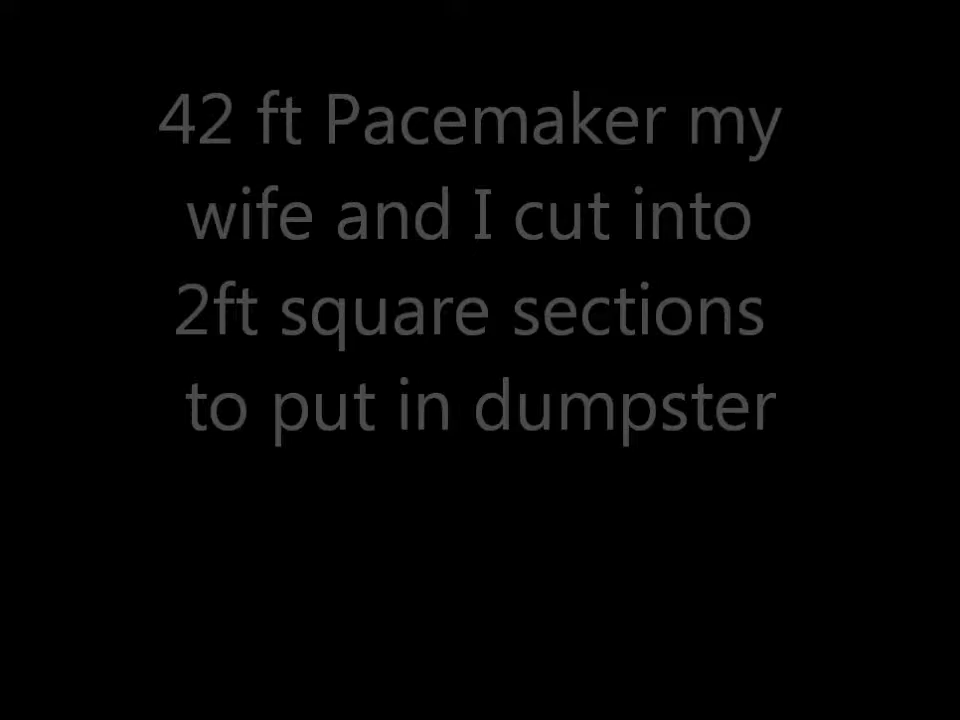 42 ft Pacemaker my
wife and I cut into
2ft square sections
to put in dumpster